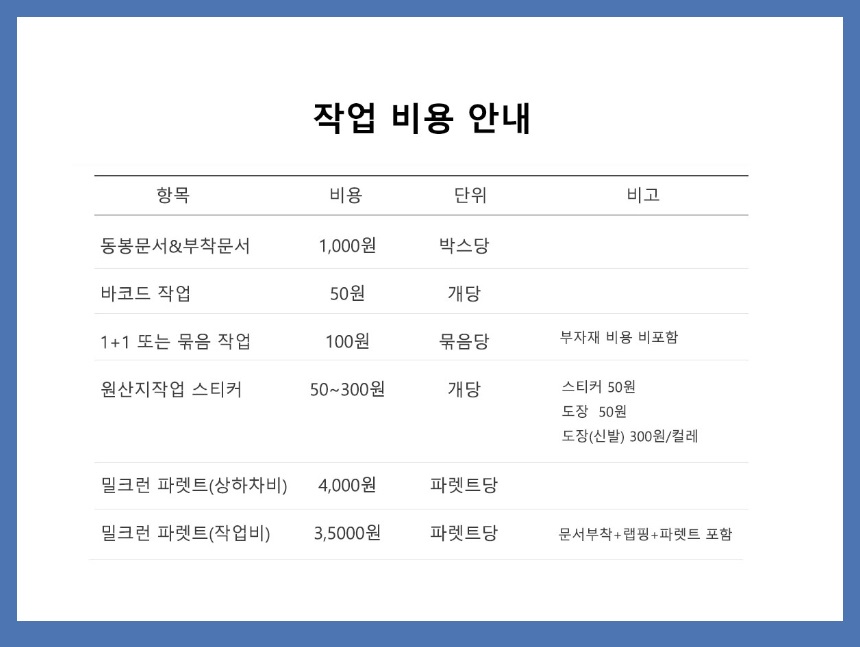 작업 비용 안내
항목 비용 단위 비고
동봉문서&부착문서 1,000원 박스당
바코드 작업 50원 개당
1+1 또는 묶음 작업 100원 묶음당 부자재 비용 비포함
원산지작업 스티커 50~300원 개당 스티커 50원
도장 50원
도장(신발) 300원/컬레
밀크런 파렛트(상하차비) 4,000원 파렛트당
밀크런 파렛트(작업비) 3,5000원 파렛트당 문서부착+랩핑+파렛트 포함